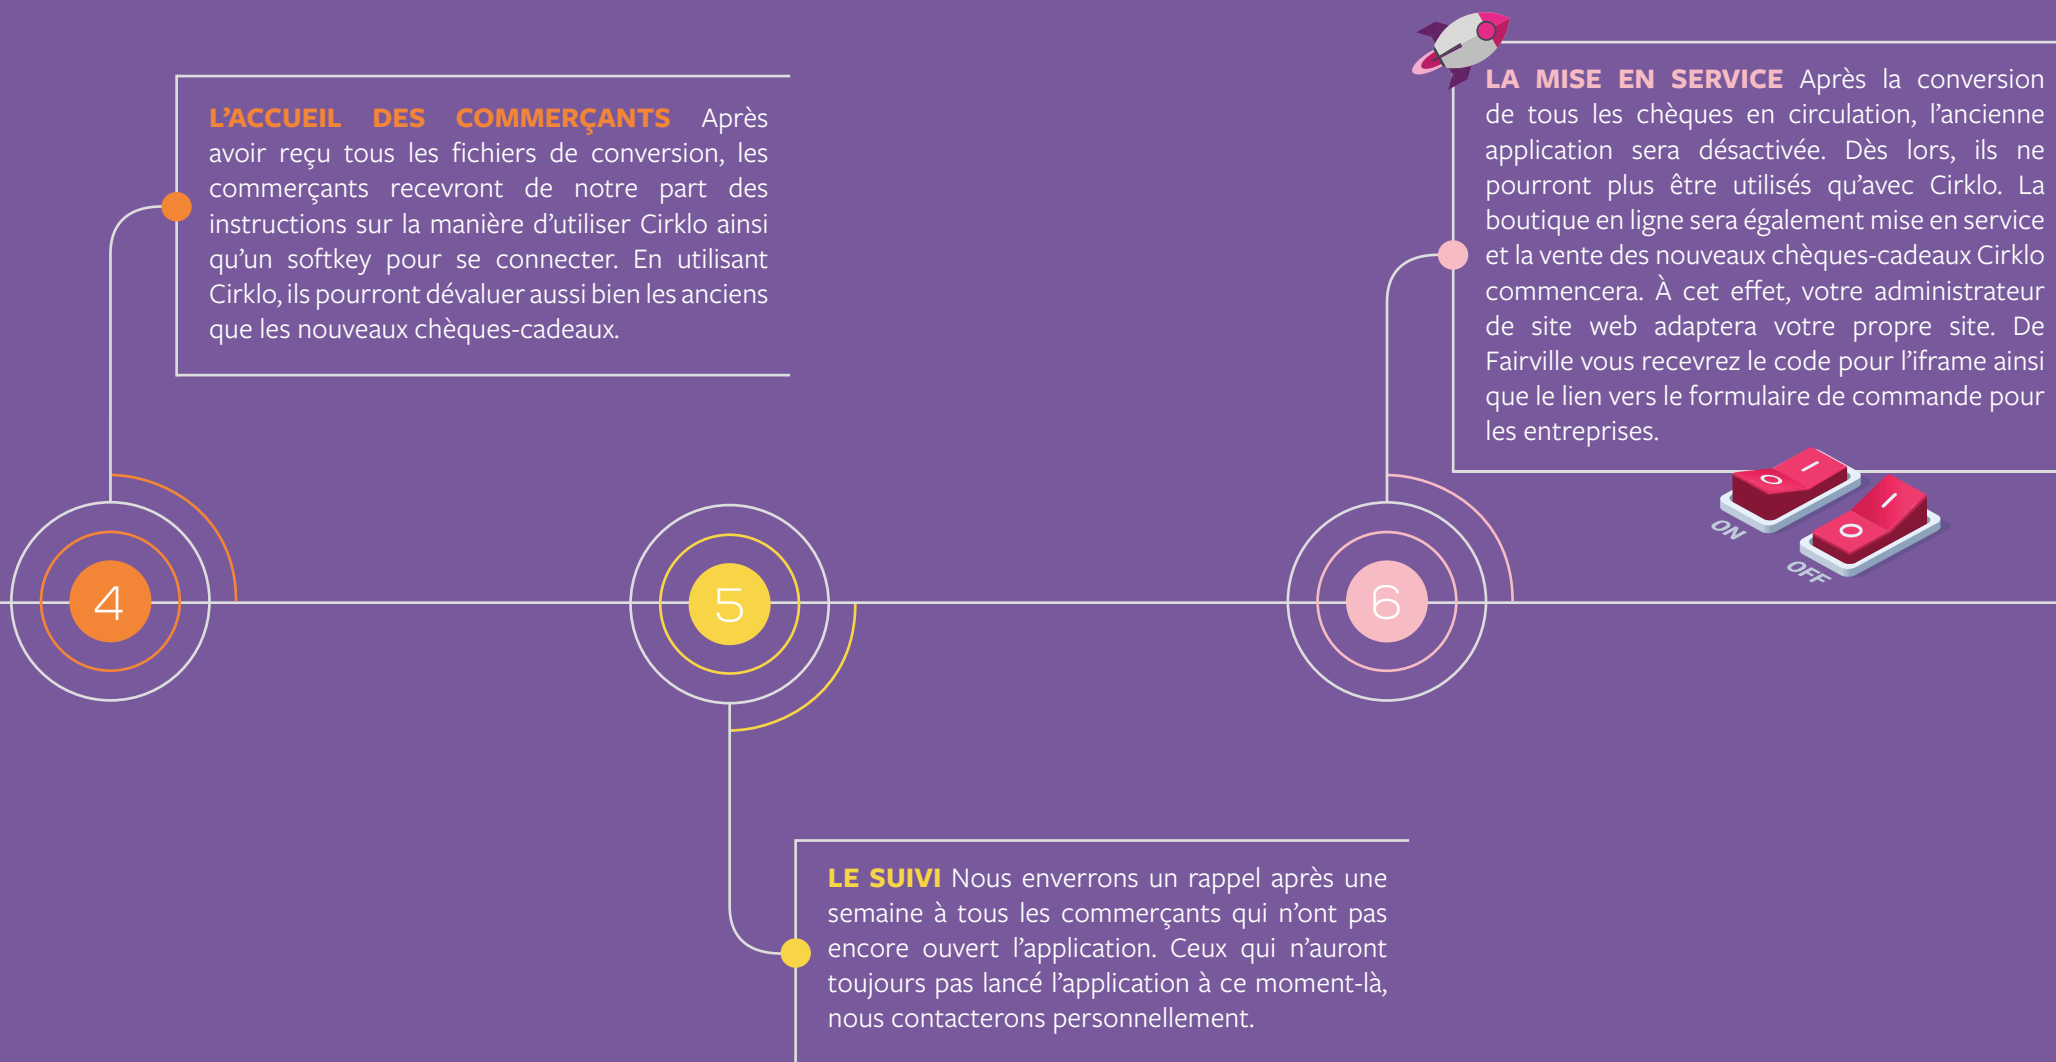 L'ACCUEIL DES COMMERÇANTS Après
avoir reçu tous les fichiers de conversion, les
commerçants recevront de notre part des
instructions sur la manière d'utiliser Cirklo ainsi
qu'un softkey pour se connecter. En utilisant
Cirklo, ils pourront dévaluer aussi bien les anciens
que les nouveaux chèques-cadeaux.
4
5
LE SUIVI Nous enverrons un rappel après une
semaine à tous les commerçants qui n'ont pas
encore ouvert l'application. Ceux qui n'auront
toujours pas lancé l'application à ce moment-là,
nous contacterons personnellement.
LA MISE EN SERVICE Après la conversion
de tous les chèques en circulation, l'ancienne
application sera désactivée. Dès lors, ils ne
pourront plus être utilisés qu'avec Cirklo. La
boutique en ligne sera également mise en service
et la vente des nouveaux chèques-cadeaux Cirklo
commencera. À cet effet, votre administrateur
de site web adaptera votre propre site. De
Fairville vous recevrez le code pour l'iframe ainsi
que le lien vers le formulaire de commande pour
les entreprises.
6
ON
OFF